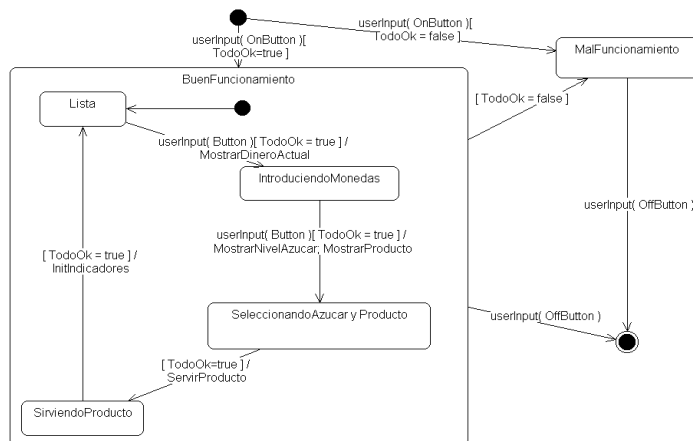 userInput( OnButton )[
TodoOk = false ]
userInput( OnButton )[
TodoOk=true ]
MalFuncionamiento
BuenFuncionamiento
Lista
[ TodoOk = false ]
userInput( Button )[ TodoOk = true ] /
MostrarDineroActual
IntroduciendoMonedas
userInput( OffButton )
userInput( Button )[ TodoOk = true ] /
MostrarNivelAzucar; MostrarProducto
[ TodoOk = true ] /
InitIndicadores
SeleccionandoAzucar y Producto
userInput( OffButton )
[ TodoOk=true ] /
ServirProducto
SirviendoProducto